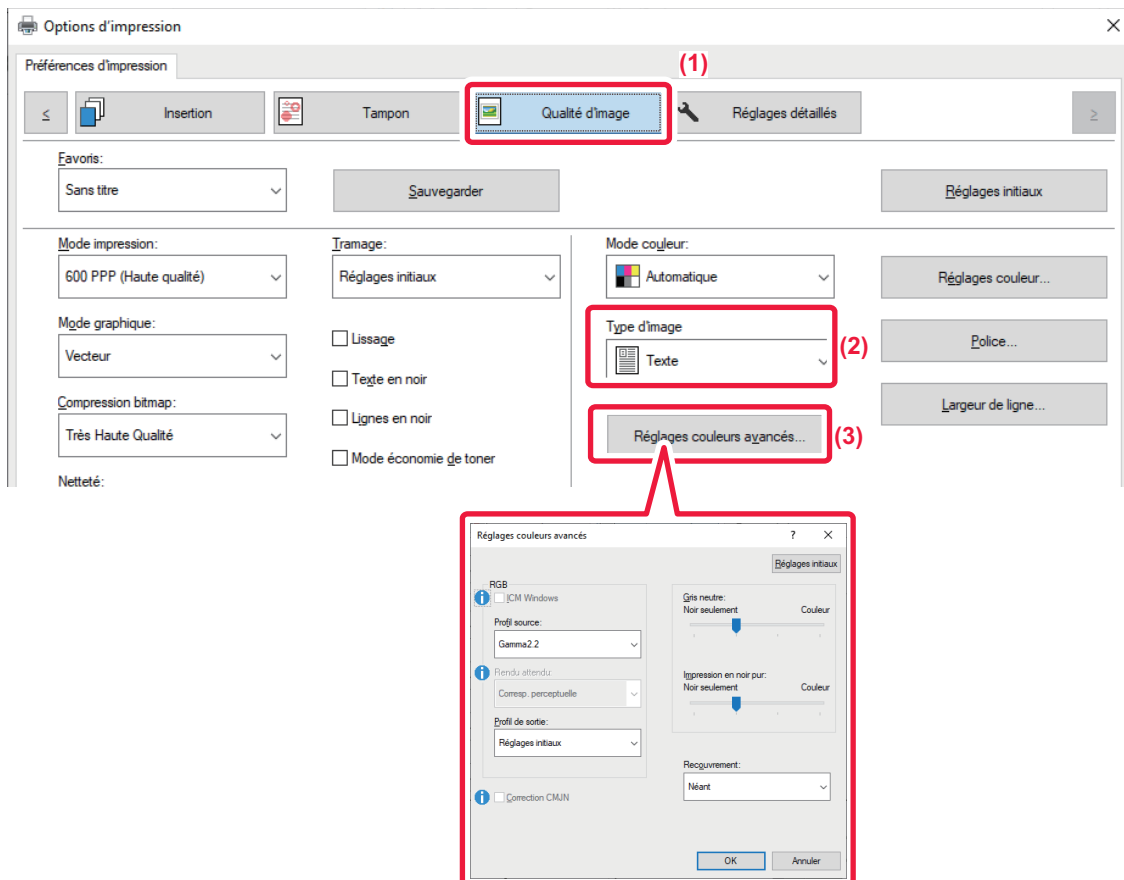 Options d'impression
Préférences d'impression
(1)
<
Insertion
Tampon
Qualité d'image
Réglages détaillés
>
Favoris:
Sans titre
Sauvegarder
Réglages initiaux
Mode impression:
Tramage:
Mode couleur:
600 PPP (Haute qualité)
Réglages initiaux
Automatique
Réglages couleur...
Mode graphique:
Type d'image
Vecteur
Lissage
Texte
(2)
Police...
Texte en noir
Compression bitmap:
Lignes en noir
Largeur de ligne...
Très Haute Qualité
Réglages couleurs avancés...
(3)
Mode économie de toner
Netteté:
Réglages couleurs avancés
?
Réglages initiaux
RGB
ICM Windows
Gris neutre:
Noir seulement Couleur
Profil source:
Gamma2.2
Rendu attendu:
Impression en noir pur:
Corresp. perceptuelle
Noir seulement Couleur
Profil de sortie:
Réglages initiaux
Recouvrement:
Néant
Correction CMJN
OK
Annuler